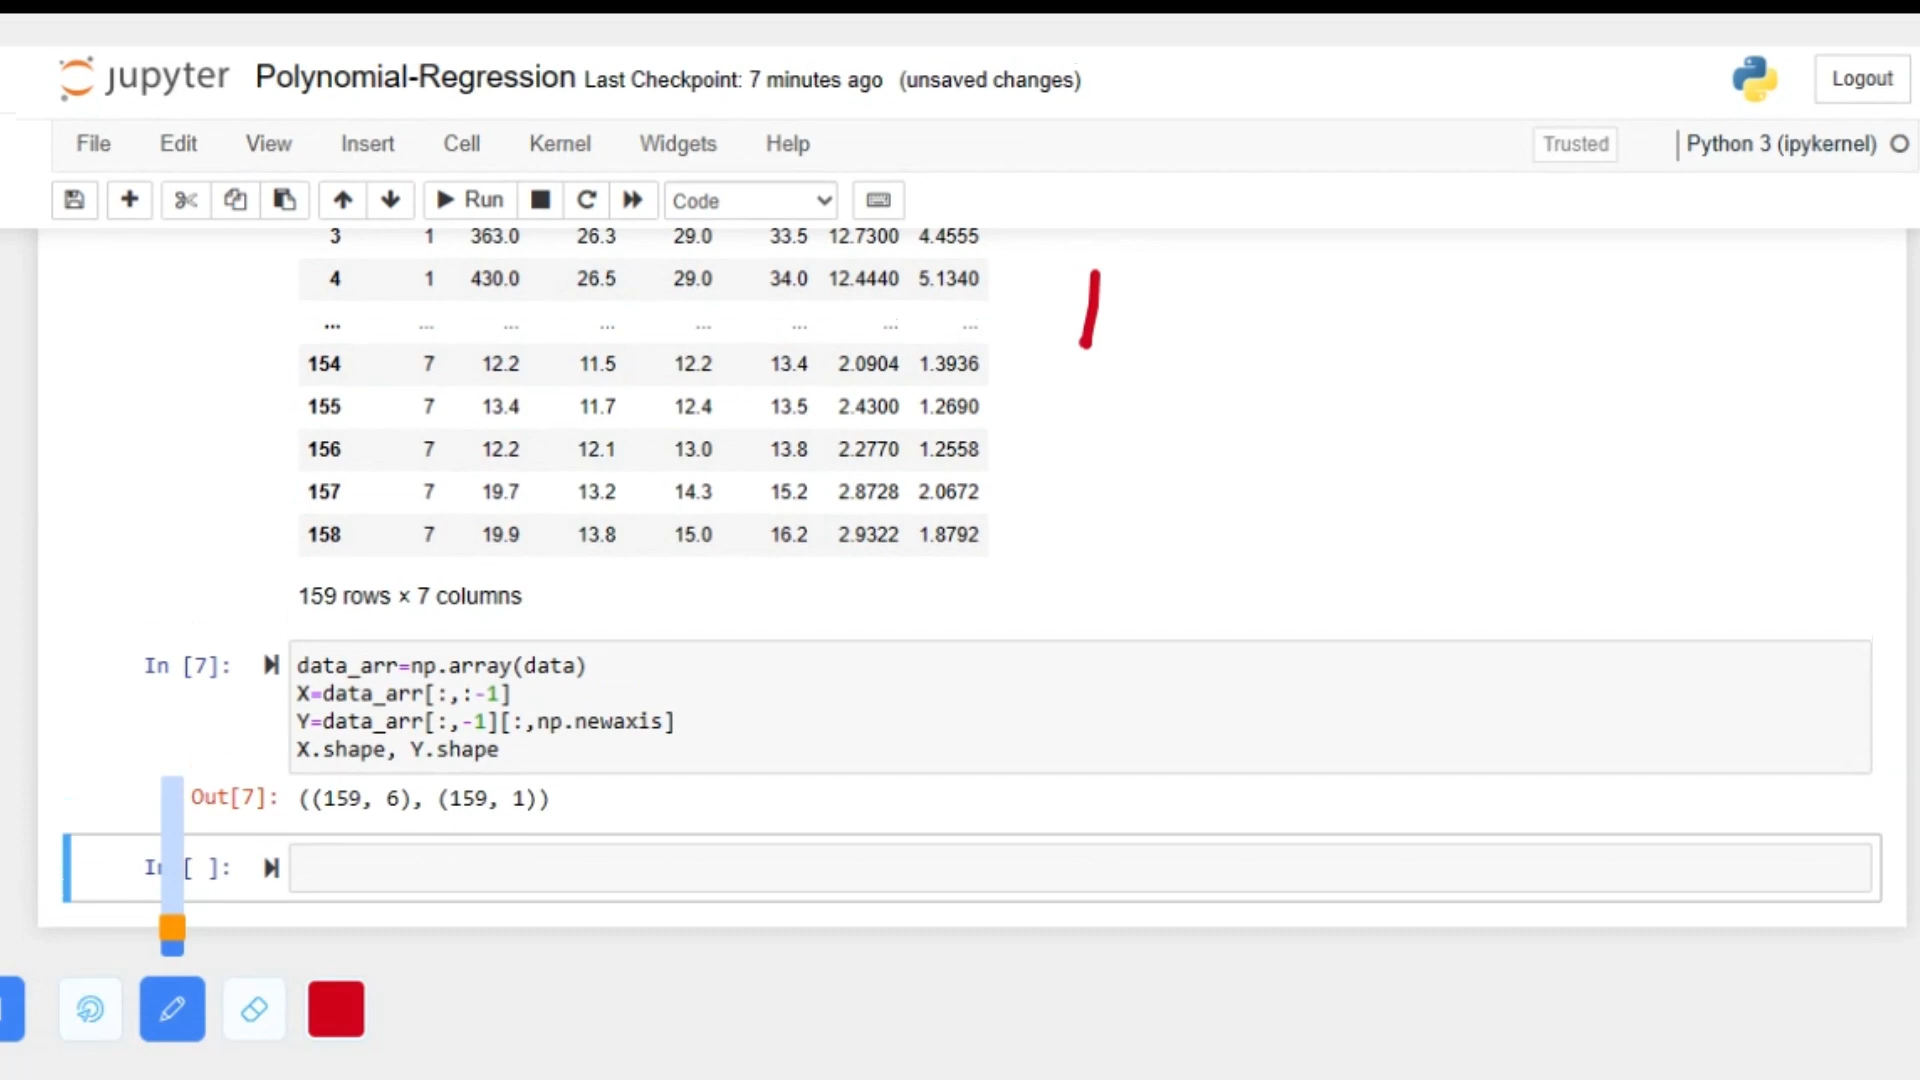 jupyter Polynomial-Regression Last Checkpoint: 7 minutes ago (unsaved changes) Logout
File Edit View Insert Cell Kernel Widgets Help Trusted Python 3 (ipykernel)
Run Code
3 1 363.0 26.3 29.0 33.5 12.7300 4.4555
4 1 430.0 26.5 29.0 34.0 12.4440 5.1340
... ... ... ... ... ... ... ...
154 7 12.2 11.5 12.2 13.4 2.0904 1.3936
155 7 13.4 11.7 12.4 13.5 2.4300 1.2690
156 7 12.2 12.1 13.0 13.8 2.2770 1.2558
157 7 19.7 13.2 14.3 15.2 2.8728 2.0672
158 7 19.9 13.8 15.0 16.2 2.9322 1.8792
159 rows × 7 columns
In [7]: data_arr=np.array(data)
X=data_arr[:,:-1]
Y=data_arr[:,-1][:,np.newaxis]
X.shape, Y.shape
Out[7]: ((159, 6), (159, 1))
In [ ]: